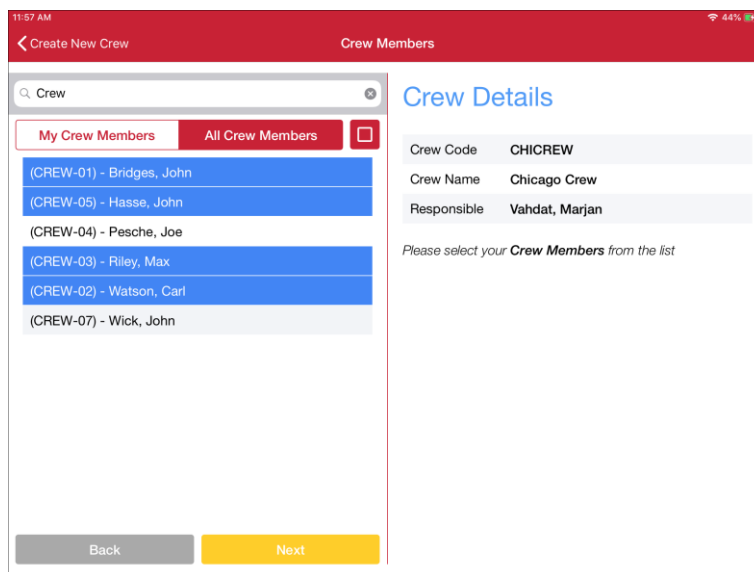 11:57 AM
44%
Create New Crew
Crew Members
Crew
My Crew Members
All Crew Members
(CREW-01) - Bridges, John
(CREW-05) - Hasse, John
(CREW-04) - Pesche, Joe
(CREW-03) - Riley, Max
(CREW-02) - Watson, Carl
(CREW-07) - Wick, John
Back
Next
Crew Details
Crew Code CHICREW
Crew Name Chicago Crew
Responsible Vahdat, Marjan
Please select your Crew Members from the list